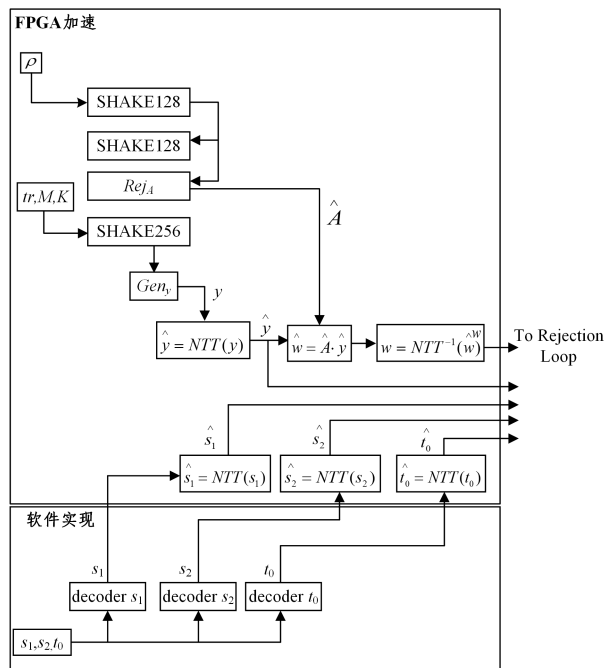 FPGA加速
ρ
SHAKE128
SHAKE128
Rej_A
tr,M,K
SHAKE256
Â
Gen_y
y
ŷ = NTT(y)
ŷ
ŵ = Â·ŷ
w = NTT⁻¹(ŵ)
w
To Rejection
Loop
ŝ₁
ŝ₂
t̂₀
ŝ₁ = NTT(s₁)
ŝ₂ = NTT(s₂)
t̂₀ = NTT(t₀)
软件实现
s₁
s₂
t₀
decoder s₁
decoder s₂
decoder t₀
s₁,s₂,t₀